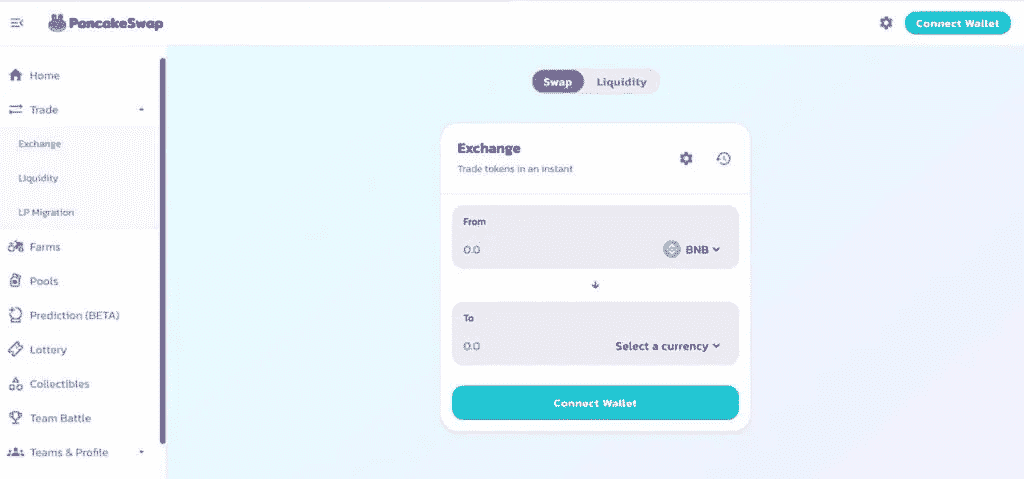 PancakeSwap
Connect Wallet
Home
Trade
Exchange
Liquidity
LP Migration
Farms
Pools
Prediction (BETA)
Lottery
Collectibles
Team Battle
Teams & Profile
Swap
Liquidity
Exchange
Trade tokens in an instant
From
0.0
BNB
To
0.0
Select a currency
Connect Wallet